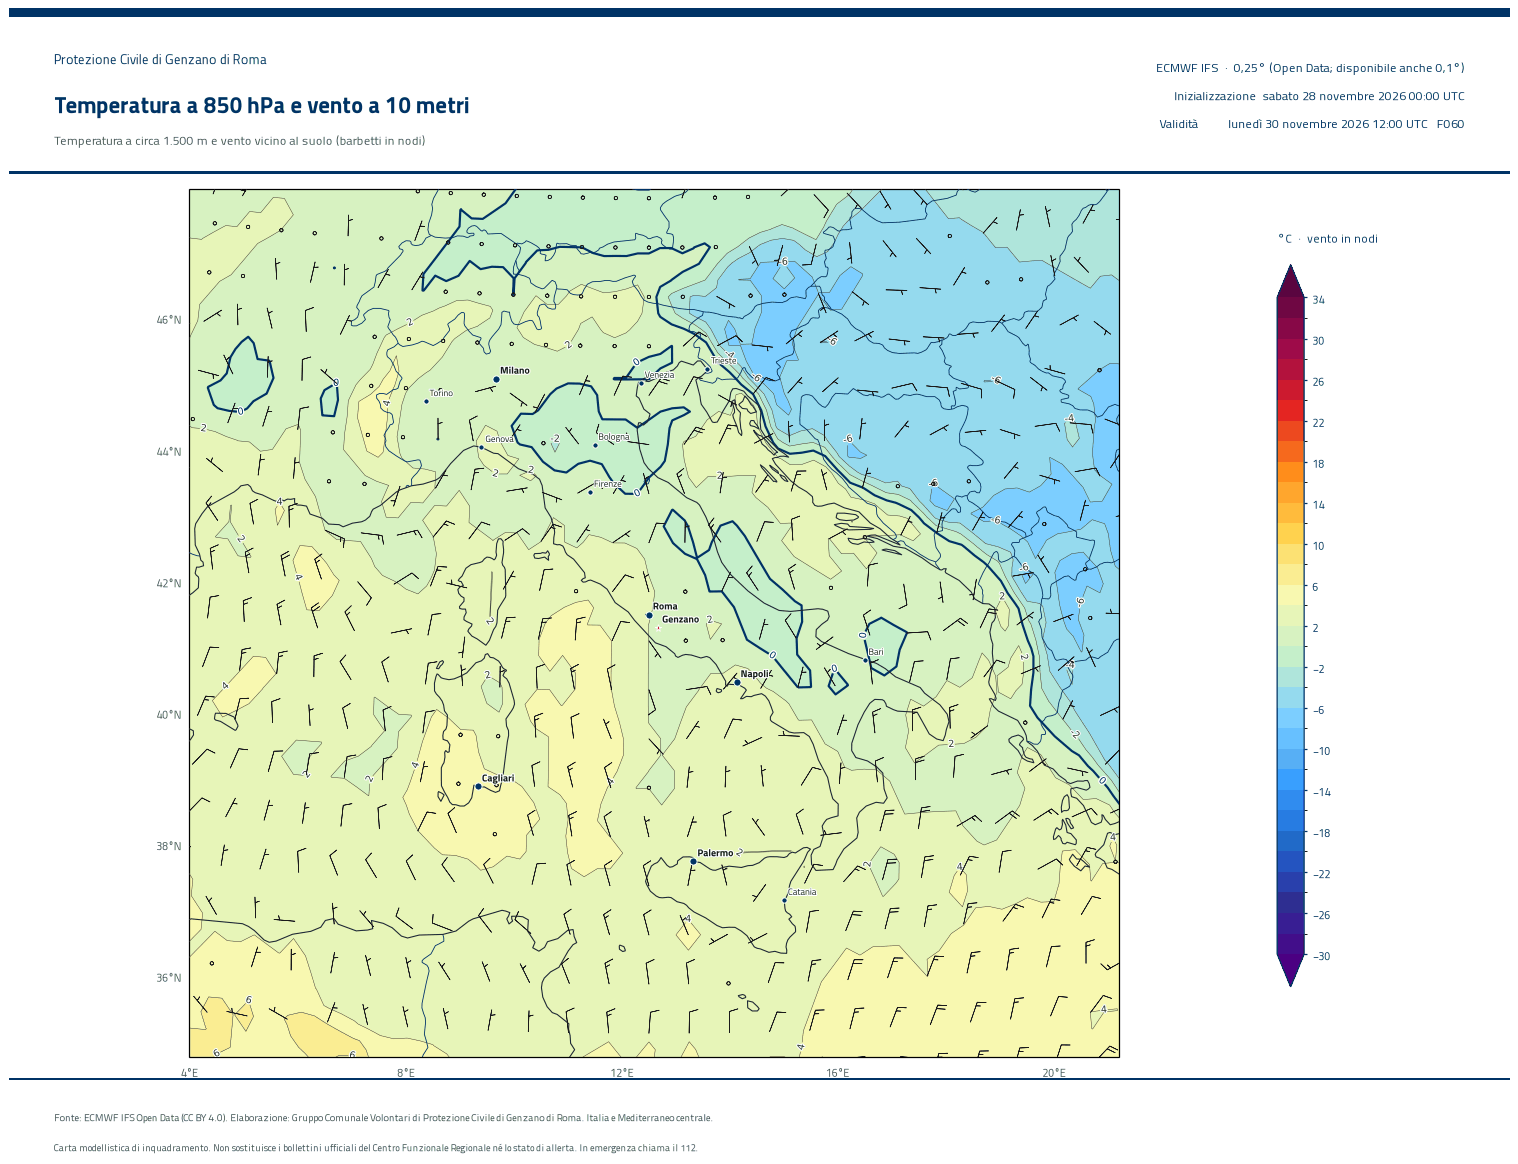 Protezione Civile di Genzano di Roma
Temperatura a 850 hPa e vento a 10 metri
Temperatura a circa 1.500 m e vento vicino al suolo (barbetti in nodi)
ECMWF IFS · 0,25° (Open Data; disponibile anche 0,1°)
Inizializzazione sabato 28 novembre 2026 00:00 UTC
Validità lunedì 30 novembre 2026 12:00 UTC F060
°C · vento in nodi
34
30
26
22
18
14
10
6
2
−2
−6
−10
−14
−18
−22
−26
−30
46°N
44°N
42°N
40°N
38°N
36°N
4°E
8°E
12°E
16°E
20°E
Milano
Torino
Venezia
Trieste
Genova
Bologna
Firenze
Roma
Genzano
Napoli
Bari
Cagliari
Palermo
Catania
Fonte: ECMWF IFS Open Data (CC BY 4.0). Elaborazione: Gruppo Comunale Volontari di Protezione Civile di Genzano di Roma. Italia e Mediterraneo centrale.
Carta modellistica di inquadramento. Non sostituisce i bollettini ufficiali del Centro Funzionale Regionale né lo stato di allerta. In emergenza chiama il 112.